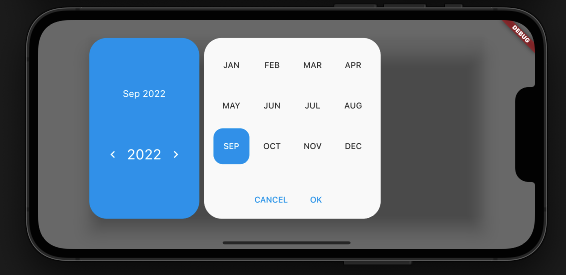 DEBUG
Sep 2022
2022
JAN FEB MAR APR
MAY JUN JUL AUG
SEP OCT NOV DEC
CANCEL OK